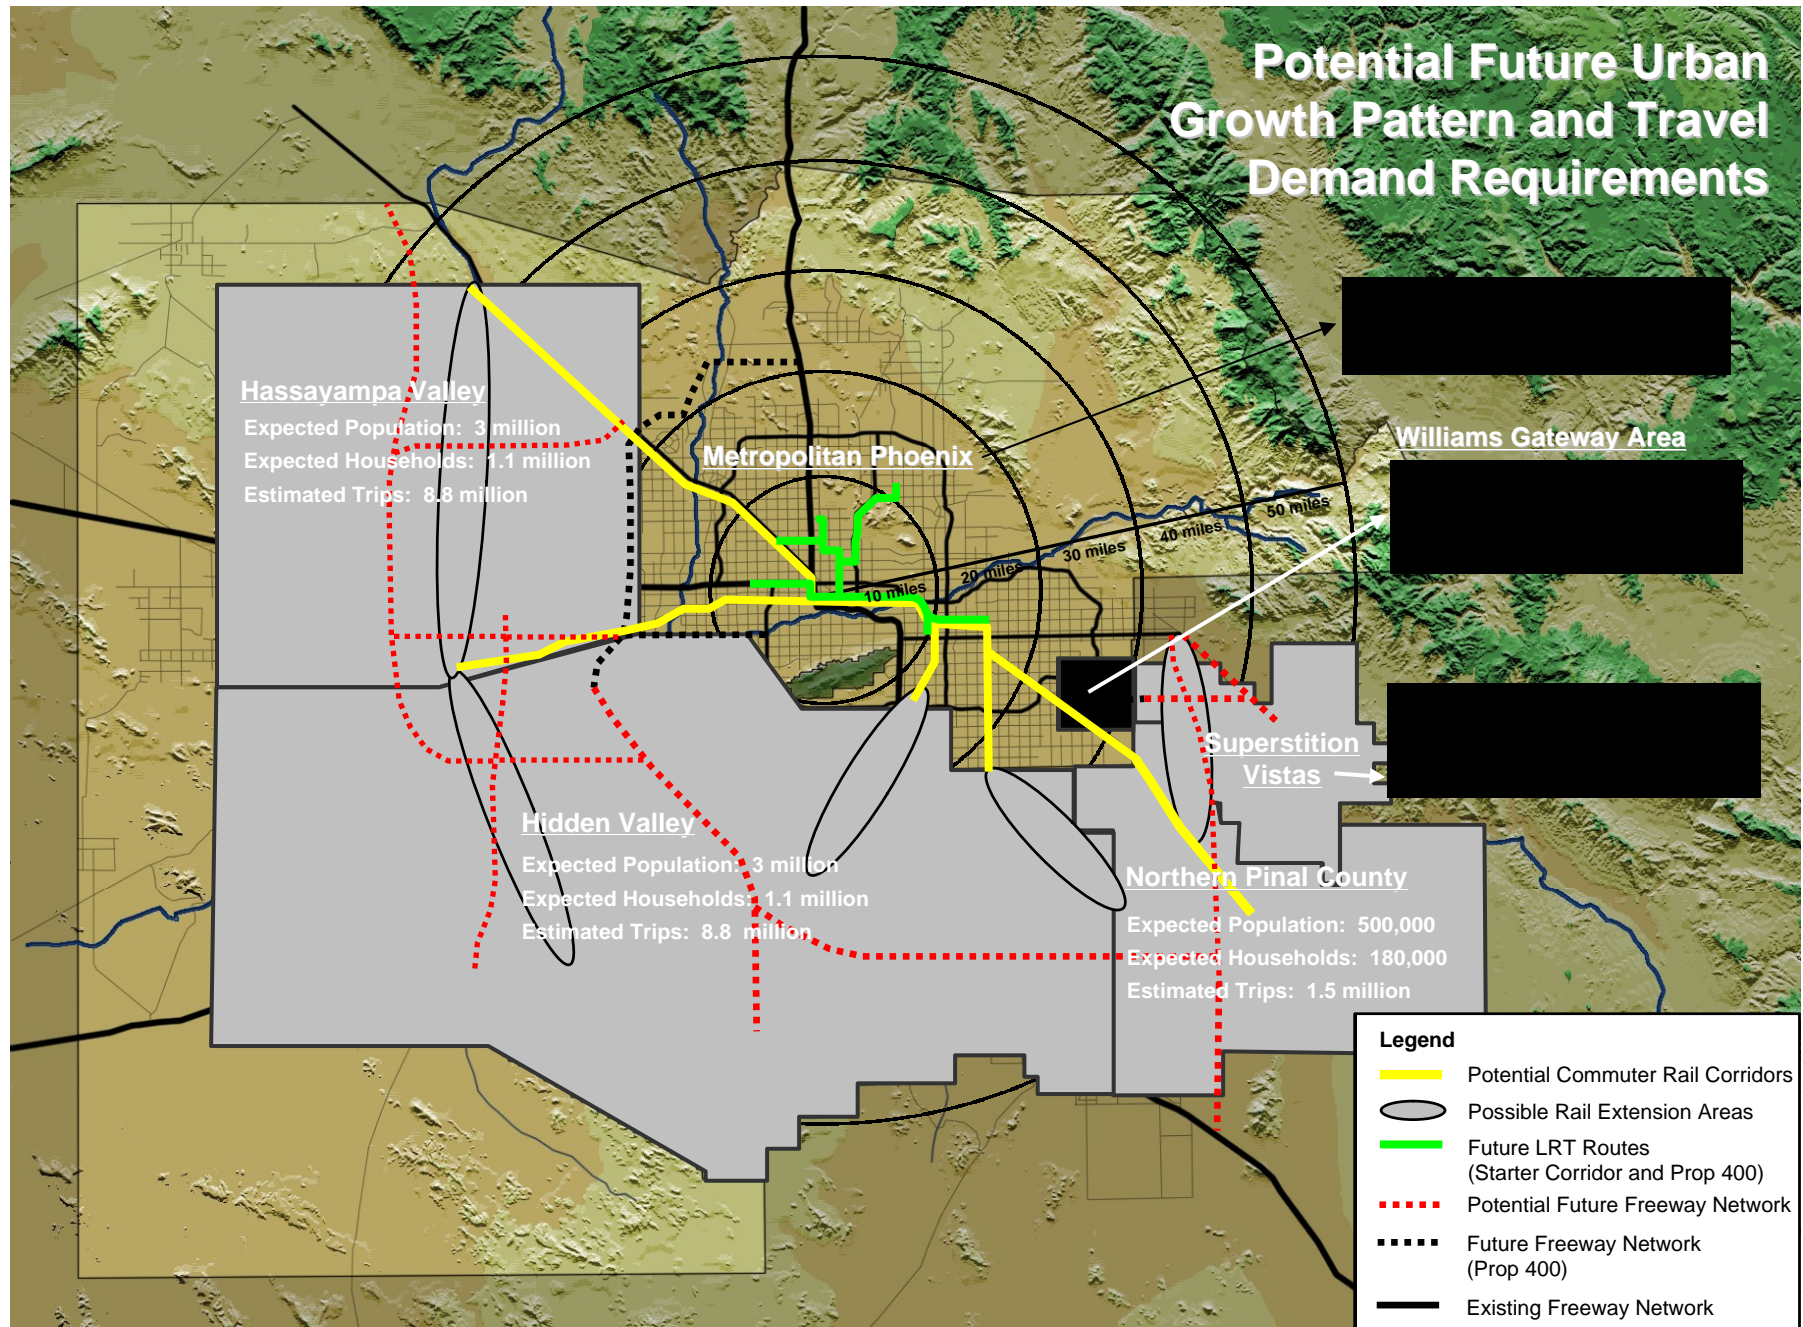 Potential Future Urban
Growth Pattern and Travel
Demand Requirements
Hassayampa Valley
Expected Population: 3 million
Expected Households: 1.1 million
Estimated Trips: 8.8 million
Metropolitan Phoenix
Williams Gateway Area
10 miles
20 miles
30 miles
40 miles
50 miles
Superstition
Vistas
Hidden Valley
Expected Population: 3 million
Expected Households: 1.1 million
Estimated Trips: 8.8 million
Northern Pinal County
Expected Population: 500,000
Expected Households: 180,000
Estimated Trips: 1.5 million
Legend
Potential Commuter Rail Corridors
Possible Rail Extension Areas
Future LRT Routes
(Starter Corridor and Prop 400)
Potential Future Freeway Network
Future Freeway Network
(Prop 400)
Existing Freeway Network